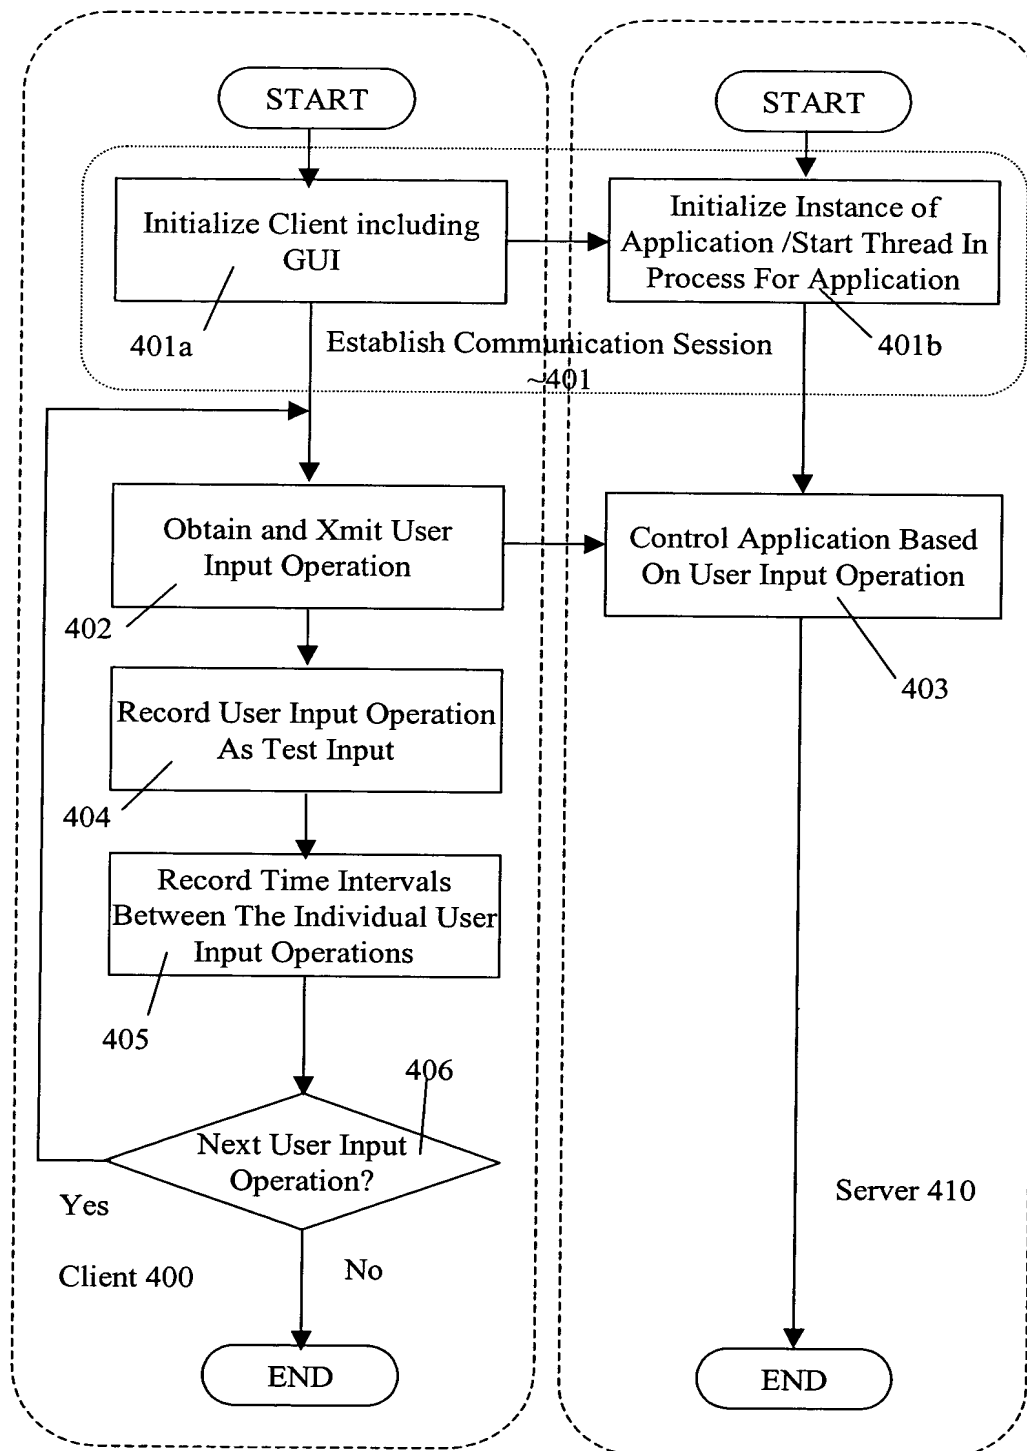 START
START
Initialize Client including
GUI
Initialize Instance of
Application /Start Thread In
Process For Application
401a
Establish Communication Session
~401
401b
Obtain and Xmit User
Input Operation
Control Application Based
On User Input Operation
402
403
Record User Input Operation
As Test Input
404
Record Time Intervals
Between The Individual User
Input Operations
405
406
Next User Input
Operation?
Yes
Server 410
Client 400
No
END
END